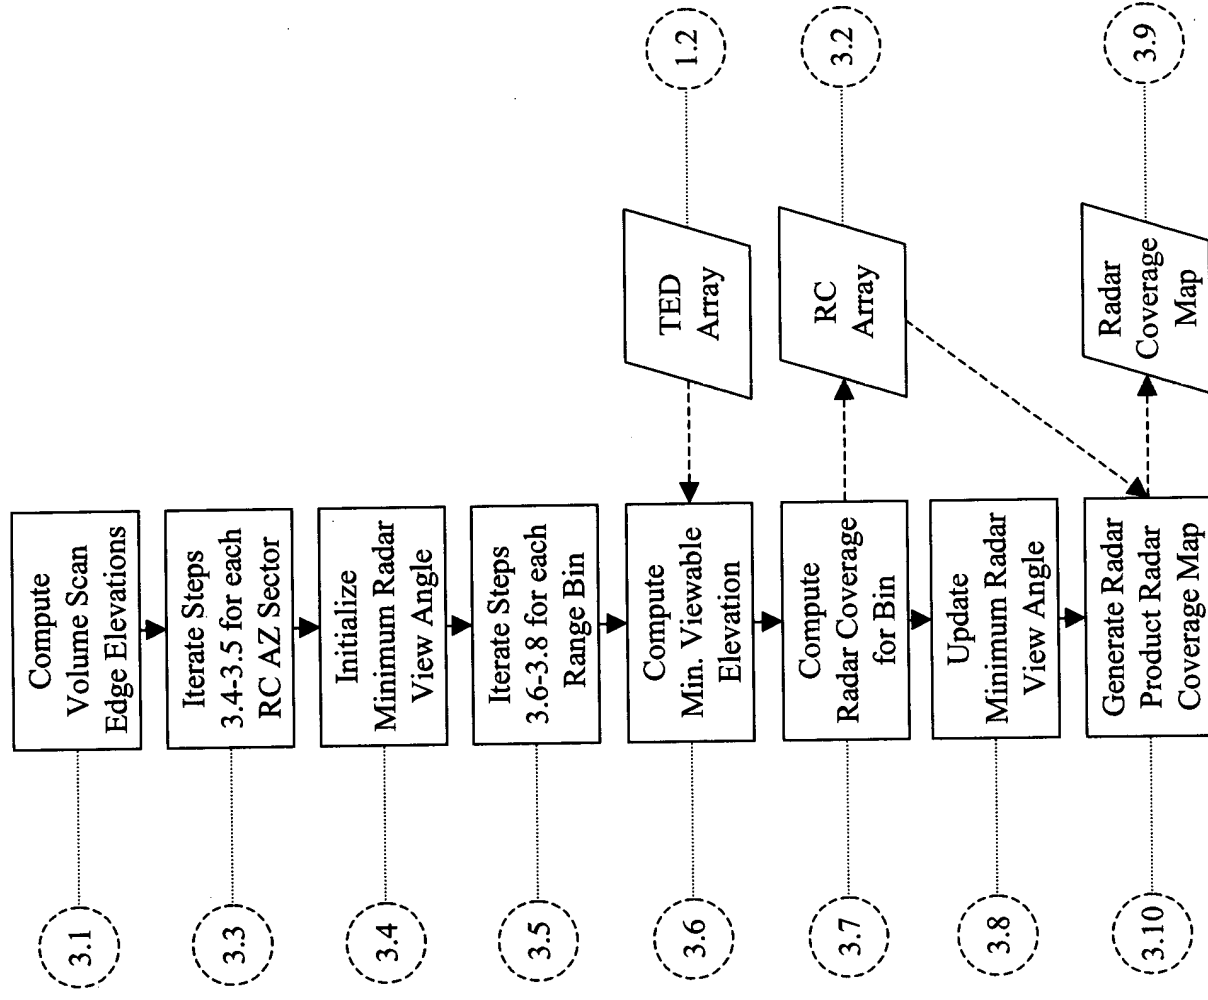 3.1
Compute
Volume Scan
Edge Elevations
3.3
Iterate Steps
3.4-3.5 for each
RC AZ Sector
3.4
Initialize
Minimum Radar
View Angle
3.5
Iterate Steps
3.6-3.8 for each
Range Bin
3.6
Compute
Min. Viewable
Elevation
TED
Array
1.2
3.7
Compute
Radar Coverage
for Bin
RC
Array
3.2
3.8
Update
Minimum Radar
View Angle
3.10
Generate Radar
Product Radar
Coverage Map
Radar
Coverage
Map
3.9